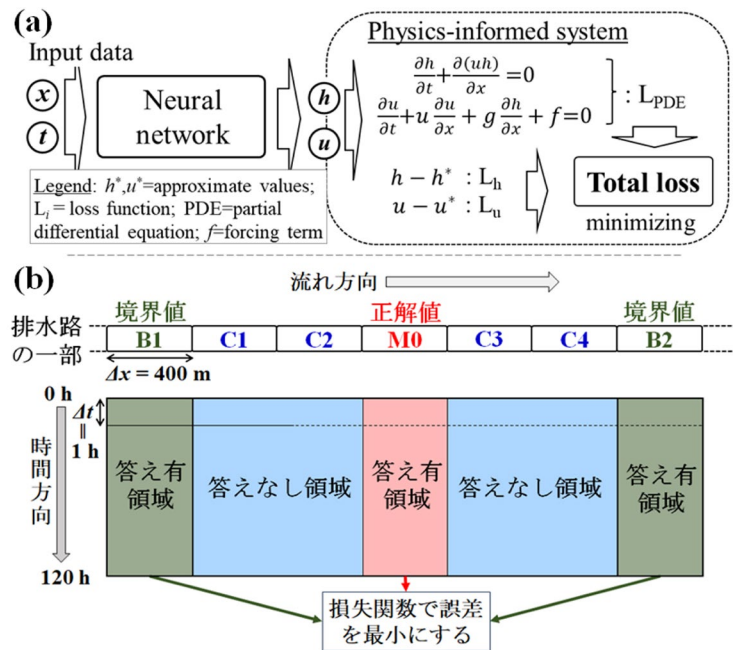 (a)
Physics-informed system
Input data
x
t
Neural
network
h
u
∂h/∂t + ∂(uh)/∂x =0
∂u/∂t + u ∂u/∂x + g ∂h/∂x + f=0
: L_PDE
h − h* : L_h
u − u* : L_u
Total loss
minimizing
Legend: h*,u*=approximate values;
L_i = loss function; PDE=partial
differential equation; f=forcing term
(b)
流れ方向
境界値 正解値 境界値
排水路
の一部
B1 C1 C2 M0 C3 C4 B2
Δx = 400 m
0 h
Δt
||
1 h
時間方向
答え有
領域
答えなし領域
答え有
領域
答えなし領域
答え有
領域
120 h
損失関数で誤差
を最小にする